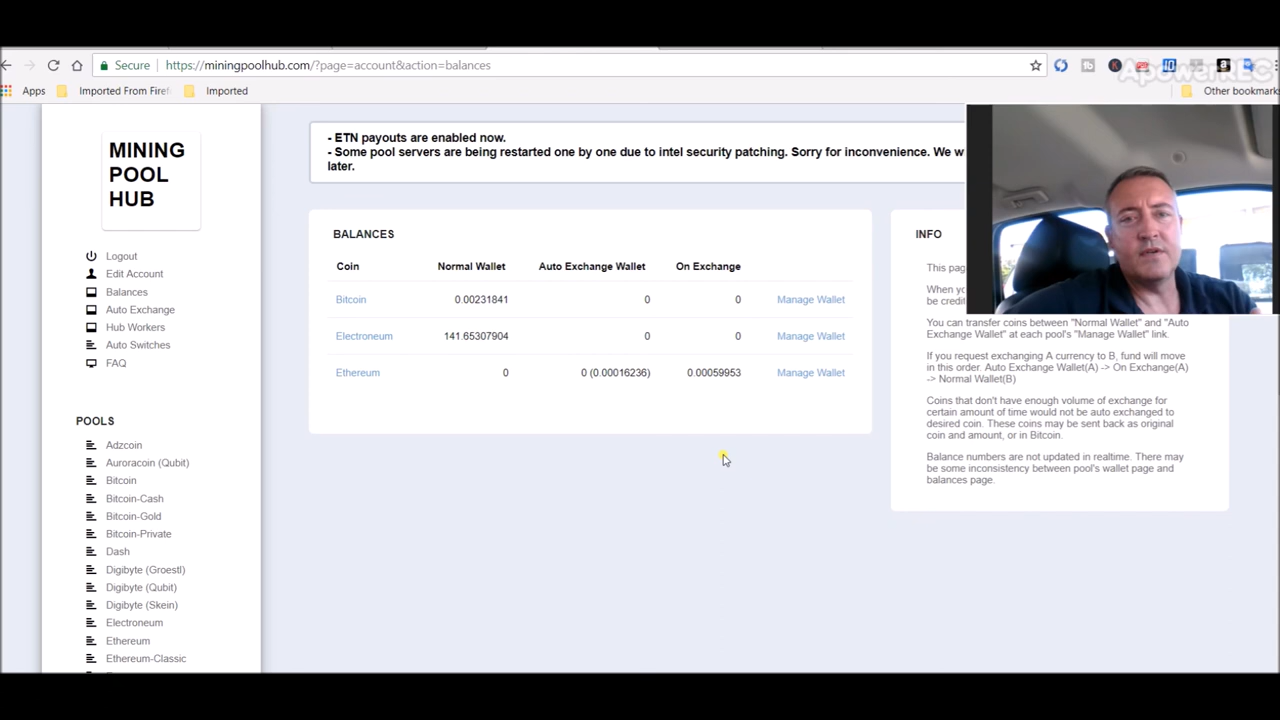 Secure
https://miningpoolhub.com/?page=account&action=balances
ApowerREC
Apps
Imported From Firef
Imported
Other bookmark
MINING
POOL
HUB
Logout
Edit Account
Balances
Auto Exchange
Hub Workers
Auto Switches
FAQ
POOLS
Adzcoin
Auroracoin (Qubit)
Bitcoin
Bitcoin-Cash
Bitcoin-Gold
Bitcoin-Private
Dash
Digibyte (Groestl)
Digibyte (Qubit)
Digibyte (Skein)
Electroneum
Ethereum
Ethereum-Classic
- ETN payouts are enabled now.
- Some pool servers are being restarted one by one due to intel security patching. Sorry for inconvenience. We w
later.
BALANCES
Coin Normal Wallet Auto Exchange Wallet On Exchange
Bitcoin 0.00231841 0 0 Manage Wallet
Electroneum 141.65307904 0 0 Manage Wallet
Ethereum 0 0 (0.00016236) 0.00059953 Manage Wallet
INFO
This pag
When yo
be credite
You can transfer coins between "Normal Wallet" and "Auto
Exchange Wallet" at each pool's "Manage Wallet" link.
If you request exchanging A currency to B, fund will move
in this order. Auto Exchange Wallet(A) -> On Exchange(A)
-> Normal Wallet(B)
Coins that don't have enough volume of exchange for
certain amount of time would not be auto exchanged to
desired coin. These coins may be sent back as original
coin and amount, or in Bitcoin.
Balance numbers are not updated in realtime. There may
be some inconsistency between pool's wallet page and
balances page.